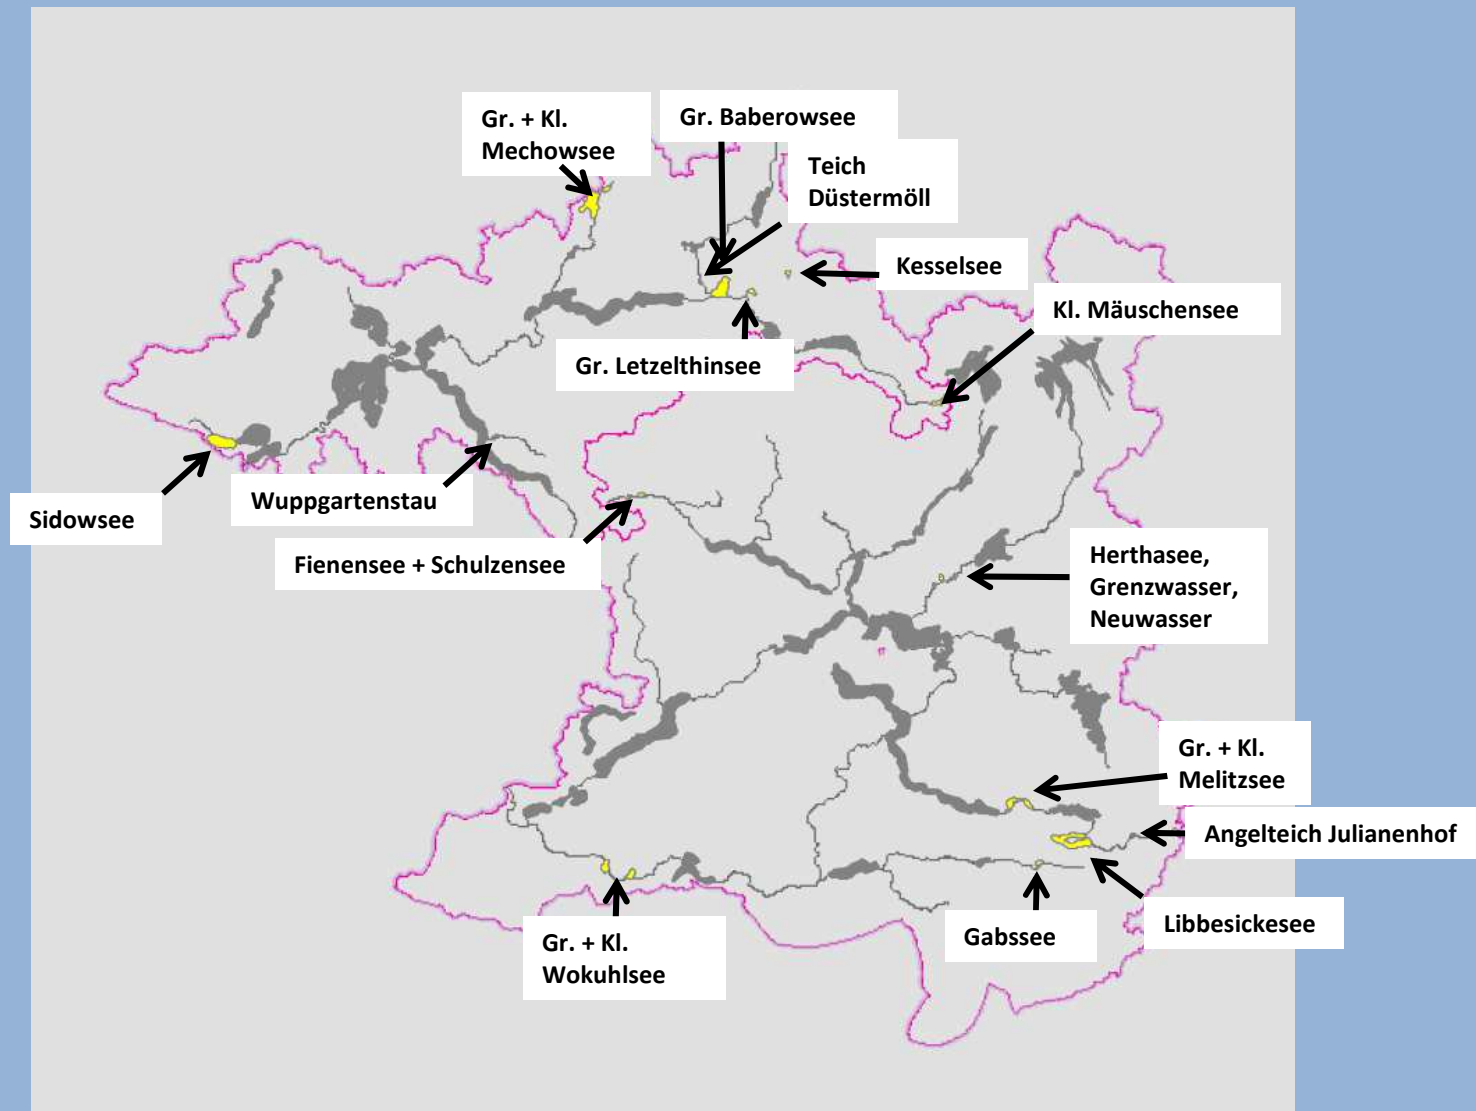 Gr. + Kl.
Mechowsee
Gr. Baberowsee
Teich
Düstermöll
Kesselsee
Kl. Mäuschensee
Gr. Letzelthinsee
Sidowsee
Wuppgartenstau
Fienensee + Schulzensee
Herthasee,
Grenzwasser,
Neuwasser
Gr. + Kl.
Melitzsee
Angelteich Julianenhof
Libbesickesee
Gabssee
Gr. + Kl.
Wokuhlsee